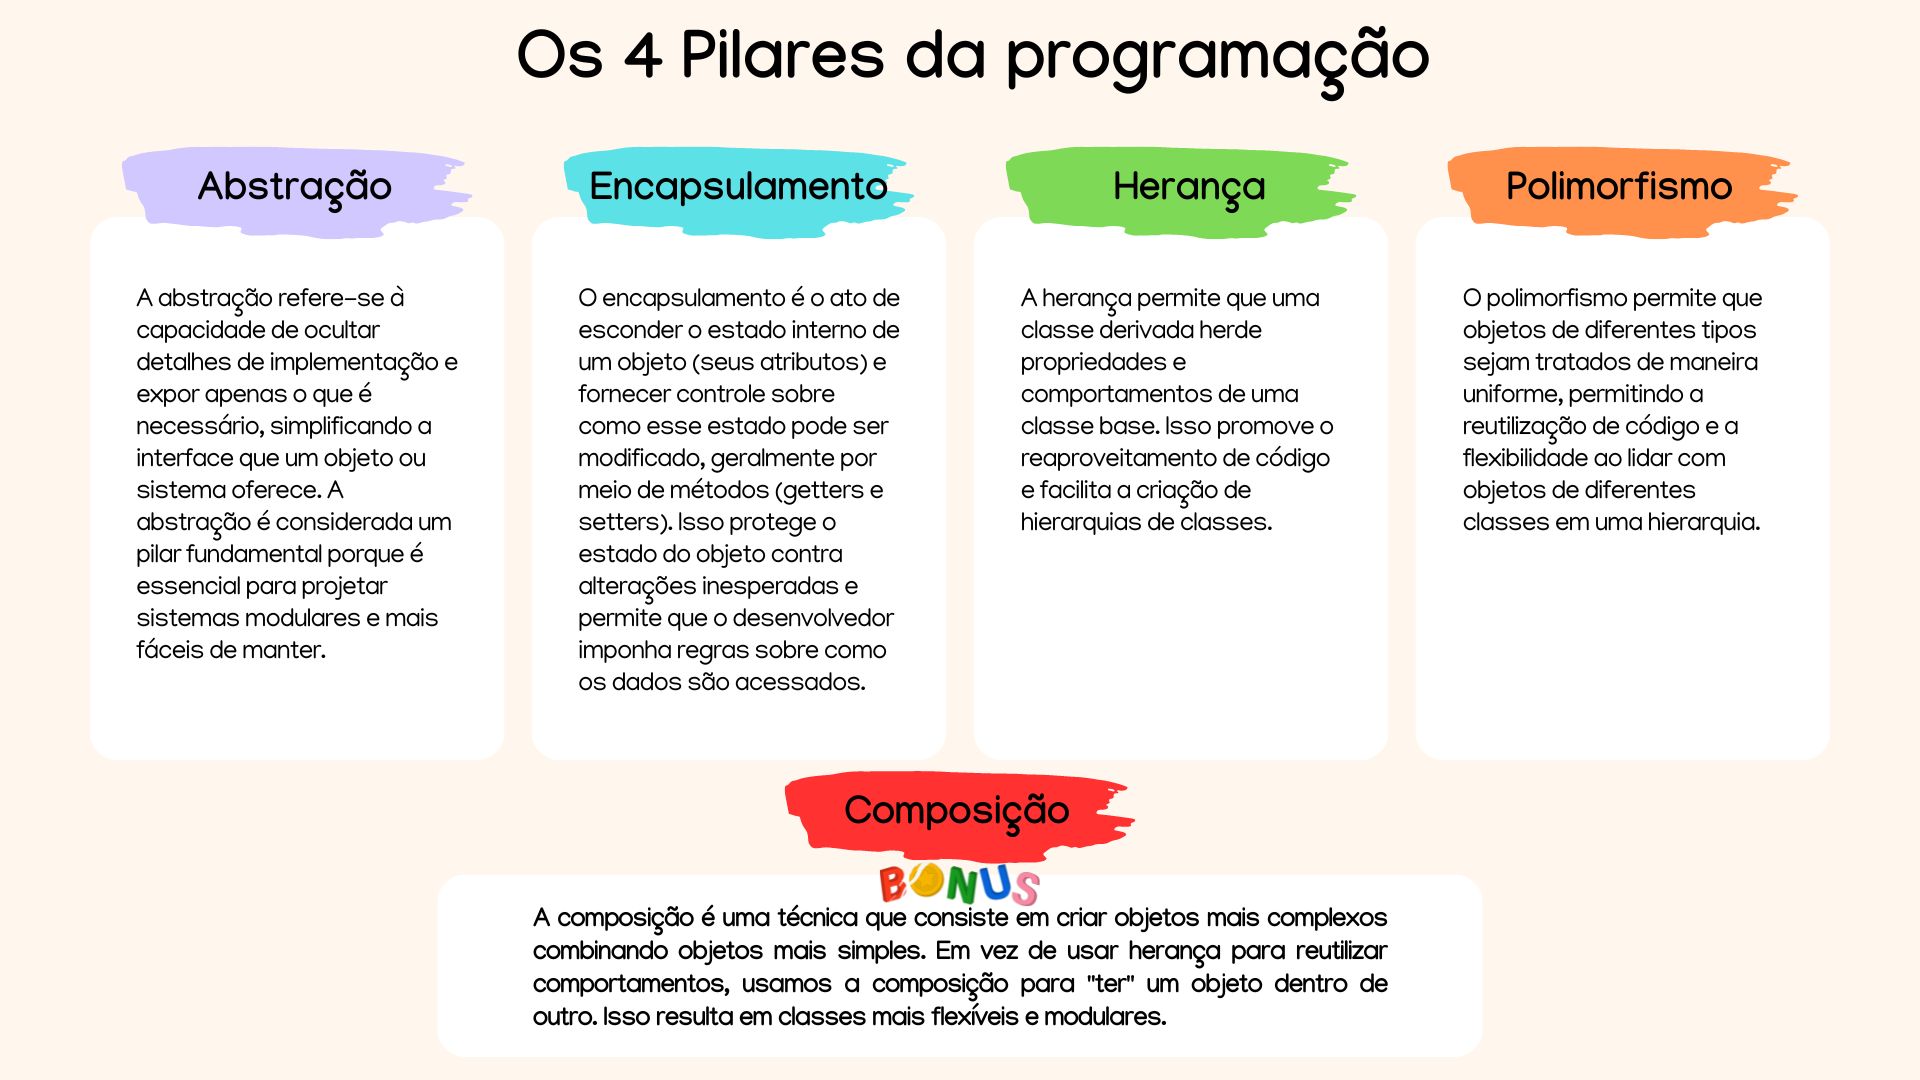 Os 4 Pilares da programação
Abstração
A abstração refere-se à
capacidade de ocultar
detalhes de implementação e
expor apenas o que é
necessário, simplificando a
interface que um objeto ou
sistema oferece. A
abstração é considerada um
pilar fundamental porque é
essencial para projetar
sistemas modulares e mais
fáceis de manter.
Encapsulamento
O encapsulamento é o ato de
esconder o estado interno de
um objeto (seus atributos) e
fornecer controle sobre
como esse estado pode ser
modificado, geralmente por
meio de métodos (getters e
setters). Isso protege o
estado do objeto contra
alterações inesperadas e
permite que o desenvolvedor
imponha regras sobre como
os dados são acessados.
Herança
A herança permite que uma
classe derivada herde
propriedades e
comportamentos de uma
classe base. Isso promove o
reaproveitamento de código
e facilita a criação de
hierarquias de classes.
Polimorfismo
O polimorfismo permite que
objetos de diferentes tipos
sejam tratados de maneira
uniforme, permitindo a
reutilização de código e a
flexibilidade ao lidar com
objetos de diferentes
classes em uma hierarquia.
Composição
BONUS
A composição é uma técnica que consiste em criar objetos mais complexos
combinando objetos mais simples. Em vez de usar herança para reutilizar
comportamentos, usamos a composição para "ter" um objeto dentro de
outro. Isso resulta em classes mais flexíveis e modulares.